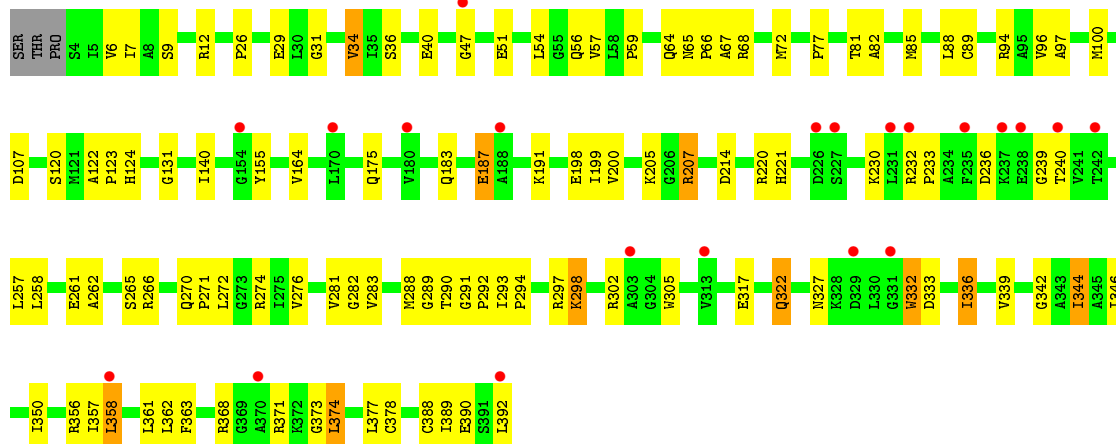 SER THR PRO S4 I5 V6 I7 A8 S9 R12 P26 E29 L30 G31 V34 I35 S36 E40 G47 E51 L54 G55 Q56 V57 L58 P59 Q64 N65 P66 A67 R68 M72 F77 T81 A82 M85 L88 C89 R94 A95 V96 A97 M100
D107 S120 M121 A122 P123 H124 G131 I140 G154 Y155 V164 L170 Q175 V180 Q183 E187 A188 K191 E198 I199 V200 K205 G206 R207 D214 R220 H221 D226 S227 K230 L231 R232 P233 A234 F235 D236 K237 E238 G239 T240 V241 T242
L257 L258 E261 A262 S265 R266 Q270 P271 L272 G273 R274 I275 V276 V281 G282 V283 M288 G289 T290 G291 P292 I293 P294 R297 K298 R302 A303 G304 W305 V313 E317 Q322 N327 K328 D329 L330 G331 W332 D333 I336 V339 G342 A343 I344 A345
I350 R356 I357 L358 L361 L362 F363 R368 G369 A370 R371 K372 G373 L374 L377 C378 C388 I389 E390 S391 L392